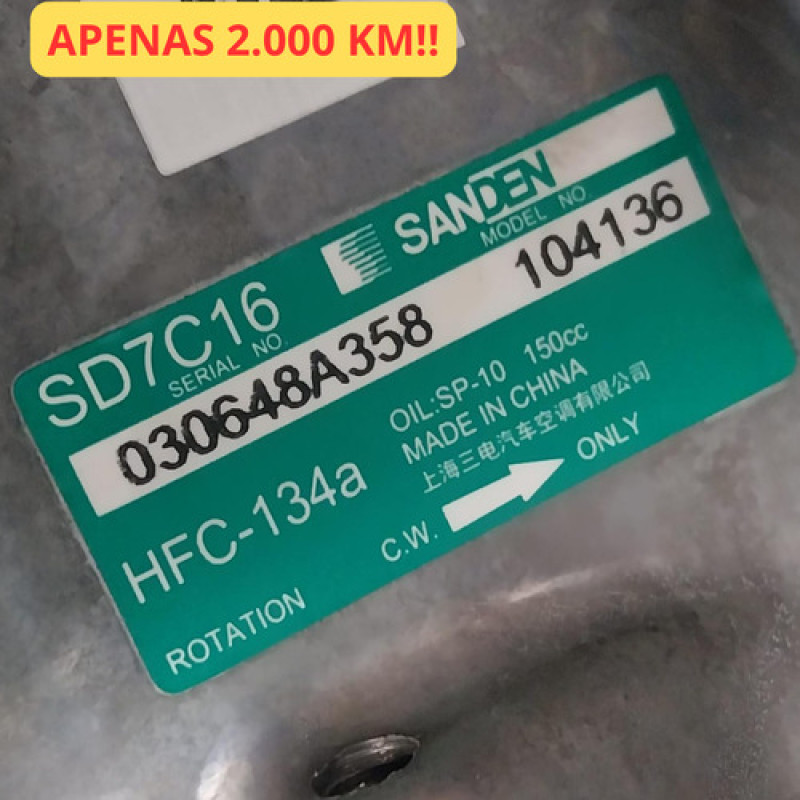 APENAS 2.000 KM!!
SANDEN
SD7C16
MODEL NO.
SERIAL NO.
104136
030648A358
OIL:SP-10 150cc
MADE IN CHINA
上海三电汽车空调有限公司
HFC-134a
ROTATION C.W. ONLY